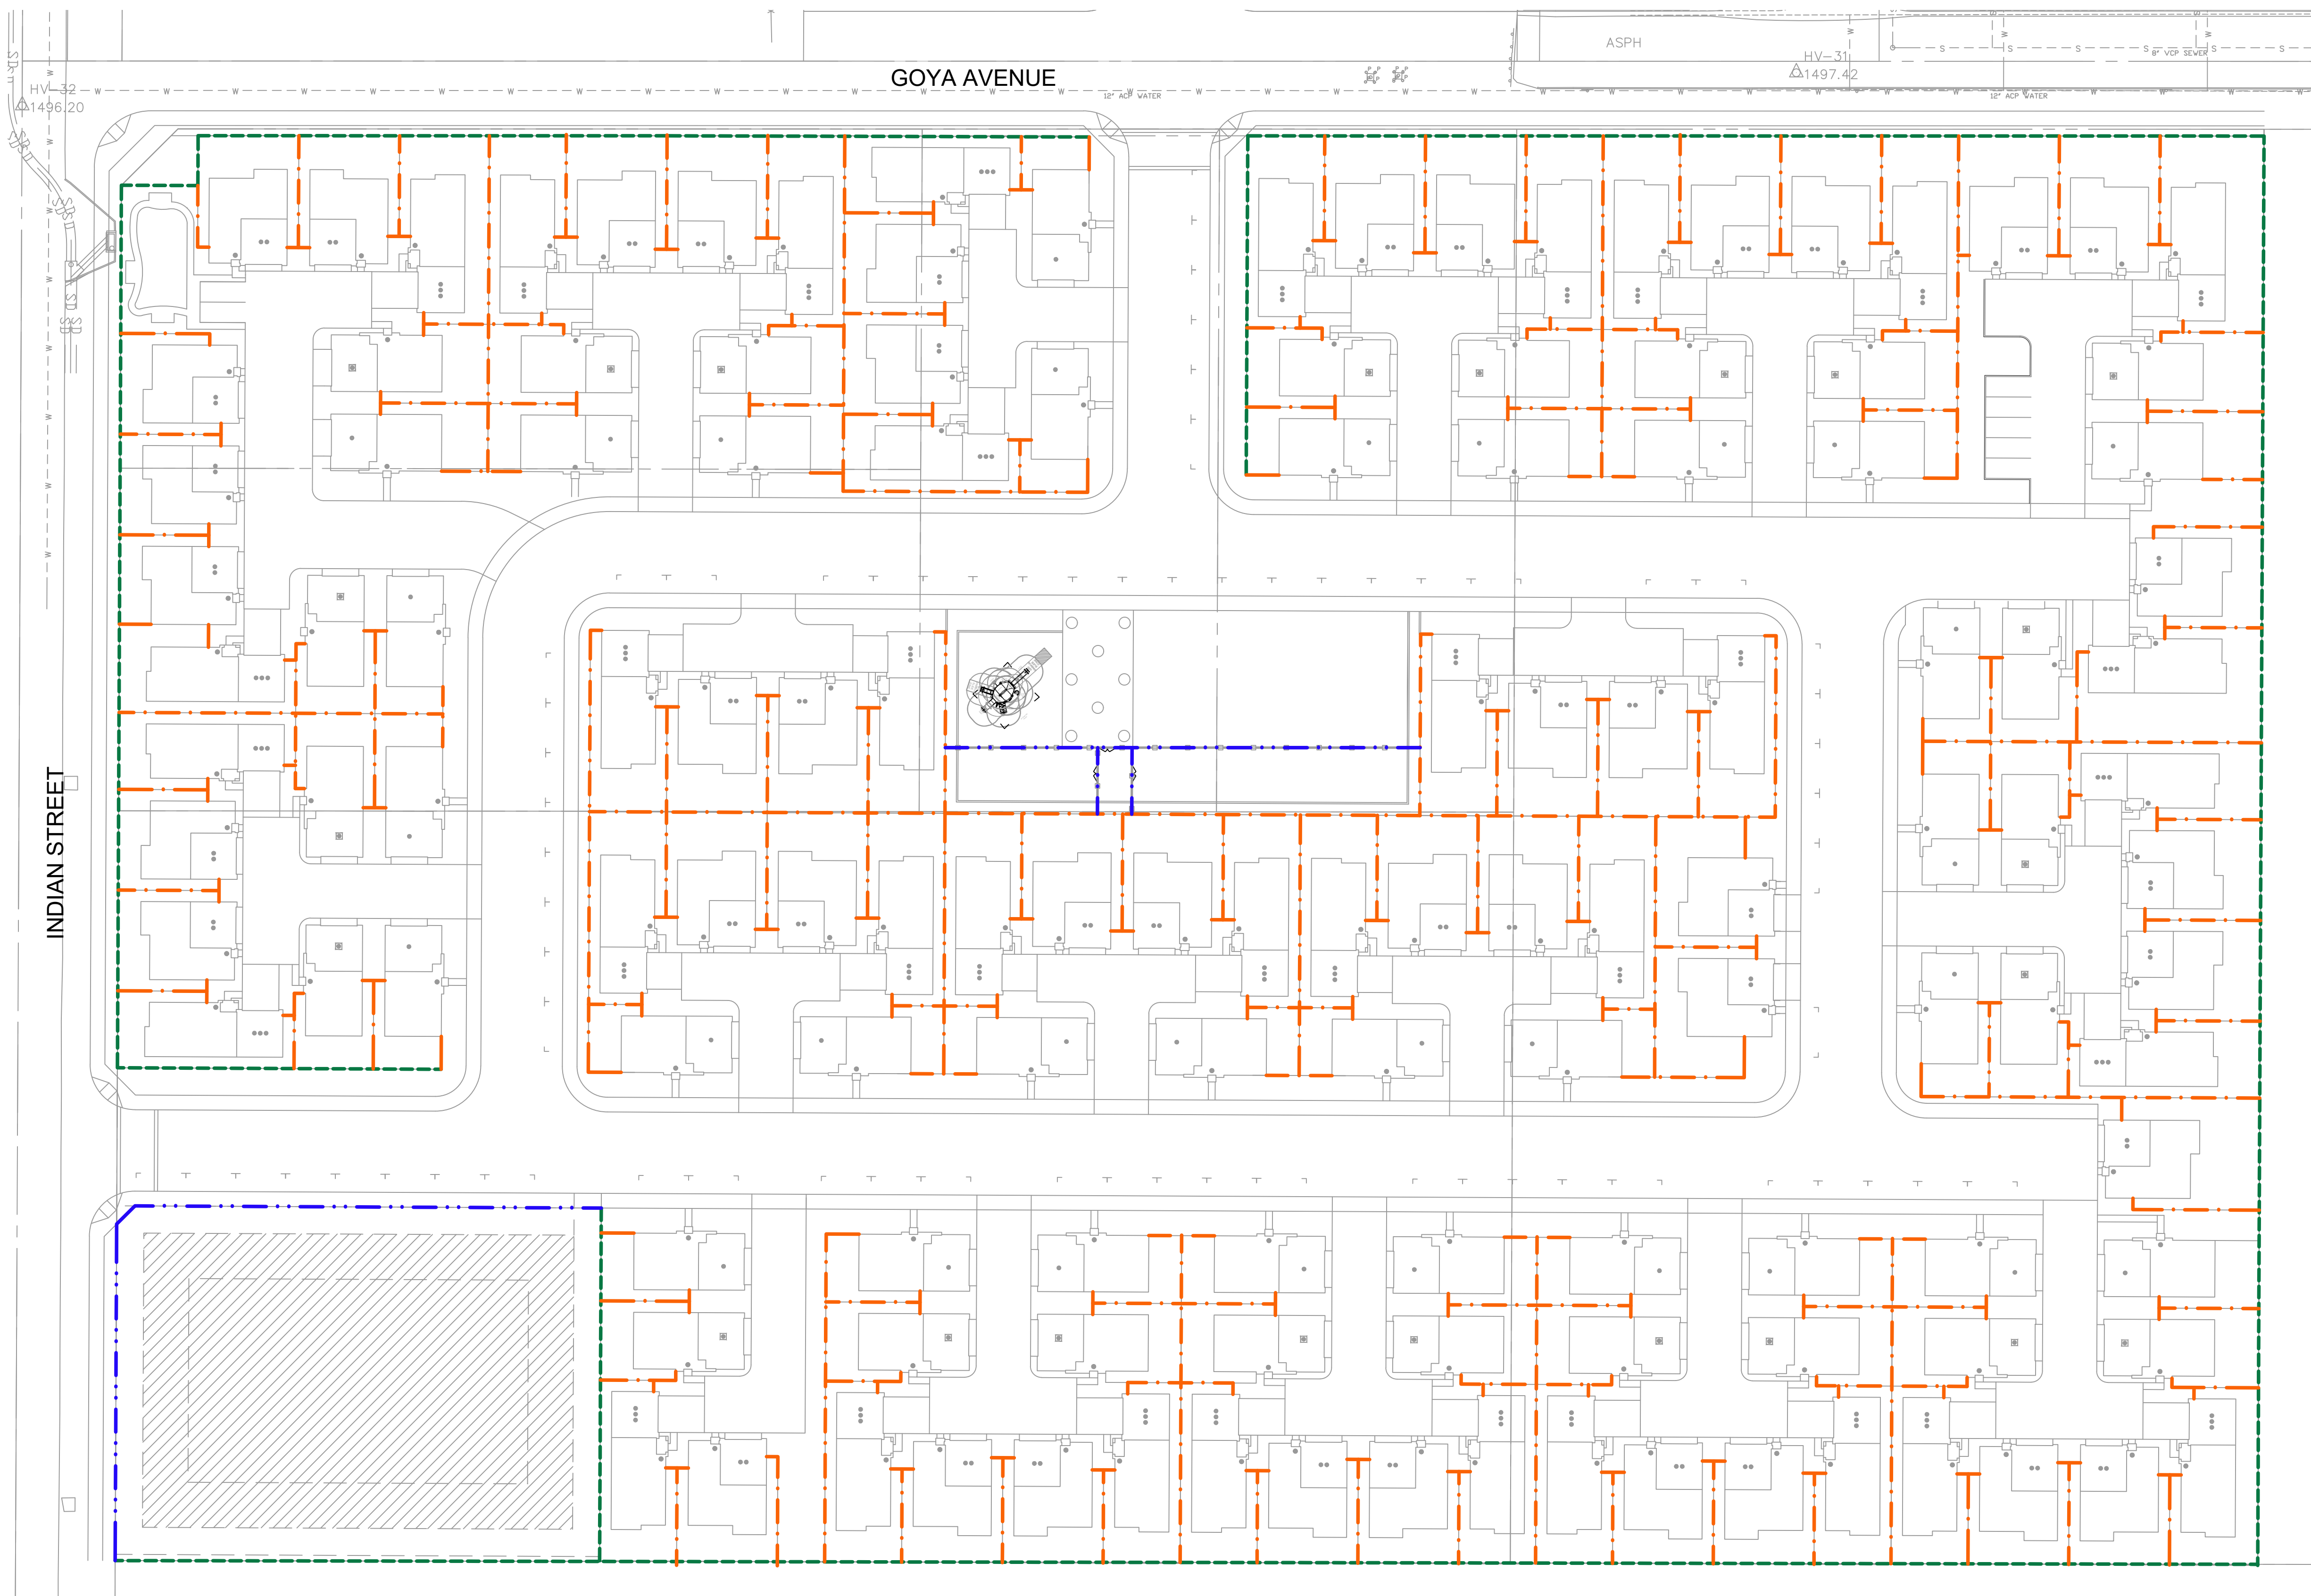 ASPH
8" VCP SEWER
HV-31
1497.42
GOYA AVENUE
HV-32
1496.20
12" ACP WATER
12" ACP WATER
INDIAN STREET